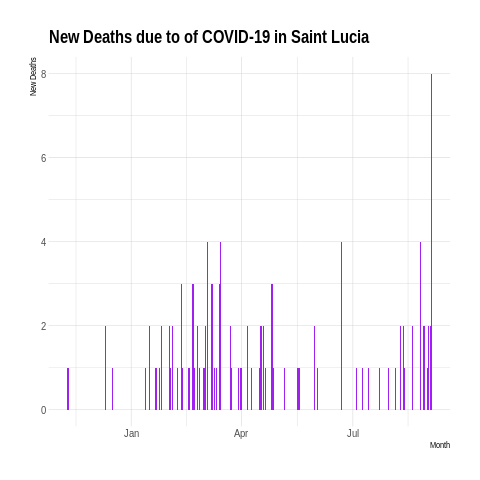 New Deaths due to of COVID-19 in Saint Lucia
New Deaths
8
6
4
2
0
Jan Apr Jul
Month